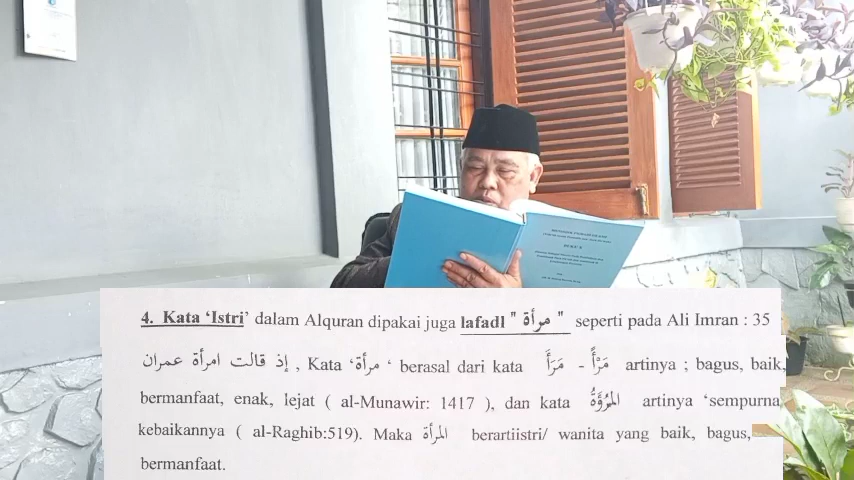 BUKU
4. Kata ‘Istri’ dalam Alquran dipakai juga lafadl " مرأة " seperti pada Ali Imran : 35
إذ قالت امرأة عمران , Kata ‘مرأة ‘ berasal dari kata مَرَأَ - مَرْأً artinya ; bagus, baik,
bermanfaat, enak, lejat ( al-Munawir: 1417 ), dan kata المُرُوَّةُ artinya ‘sempurna
kebaikannya ( al-Raghib:519). Maka المرأة berartiistri/ wanita yang baik, bagus,
bermanfaat.